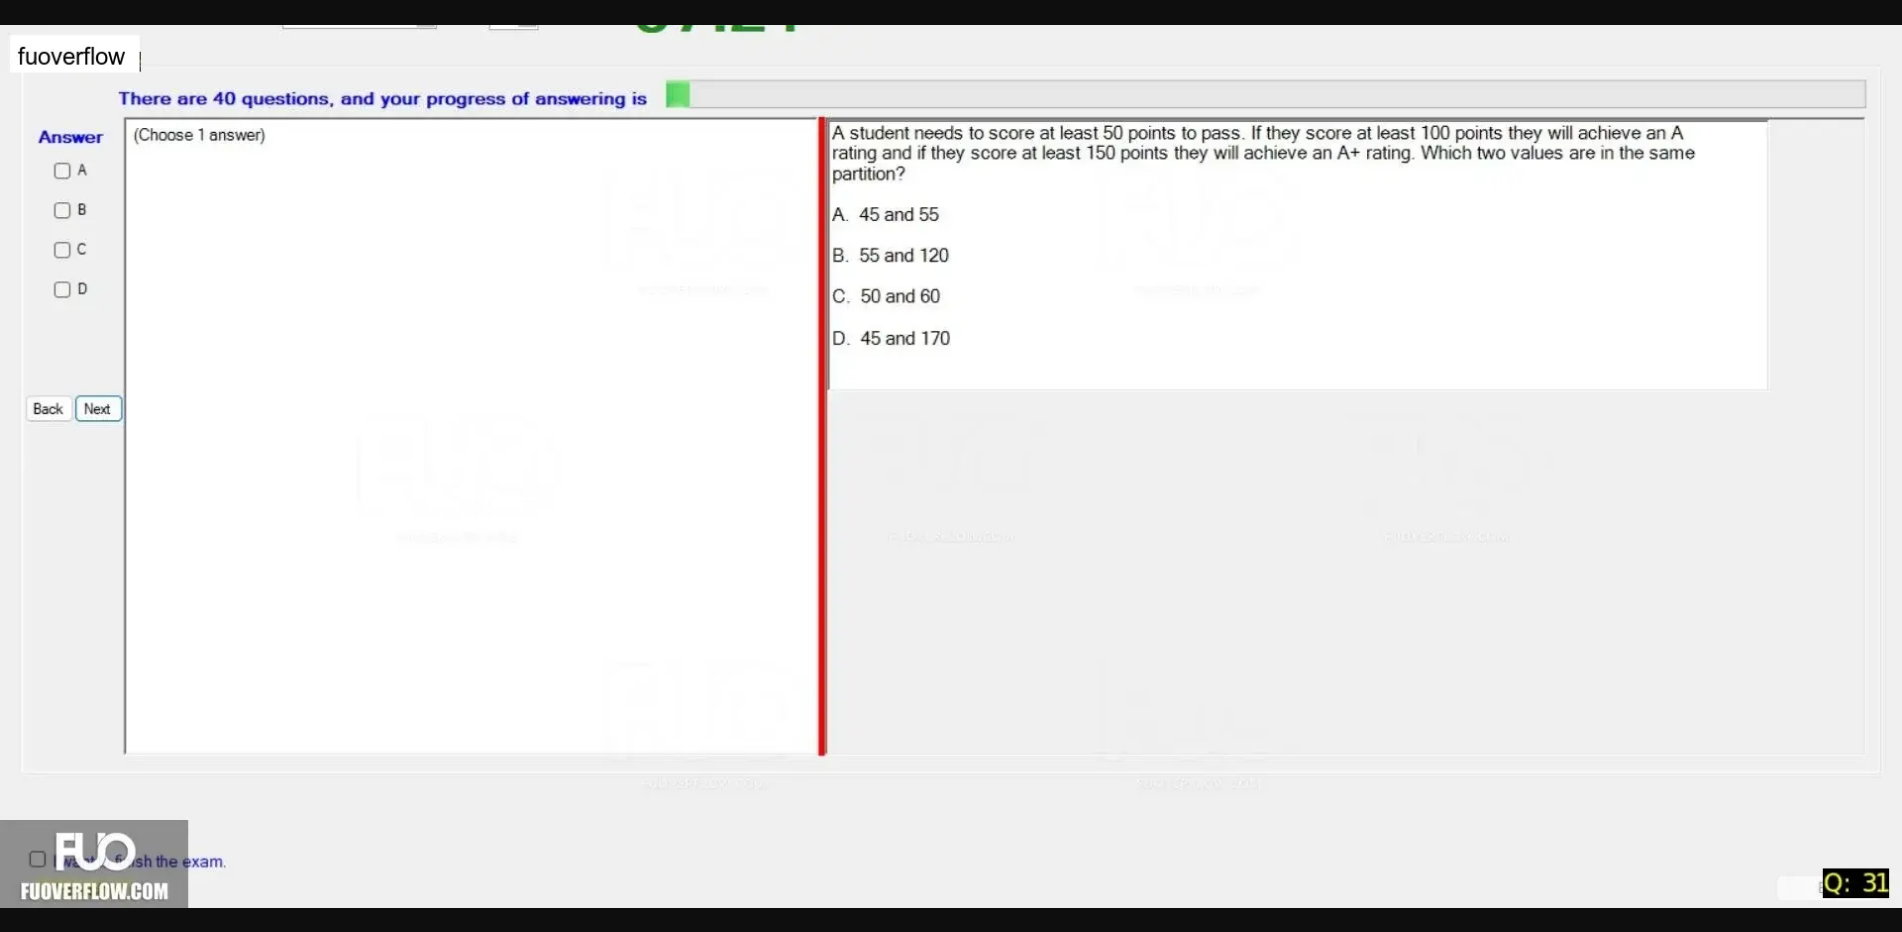 fuoverflow
There are 40 questions, and your progress of answering is
Answer
A
B
C
D
Back
Next
(Choose 1 answer)
A student needs to score at least 50 points to pass. If they score at least 100 points they will achieve an A
rating and if they score at least 150 points they will achieve an A+ rating. Which two values are in the same
partition?
A. 45 and 55
B. 55 and 120
C. 50 and 60
D. 45 and 170
FUO
sh the exam.
FUOVERFLOW.COM
Q: 31